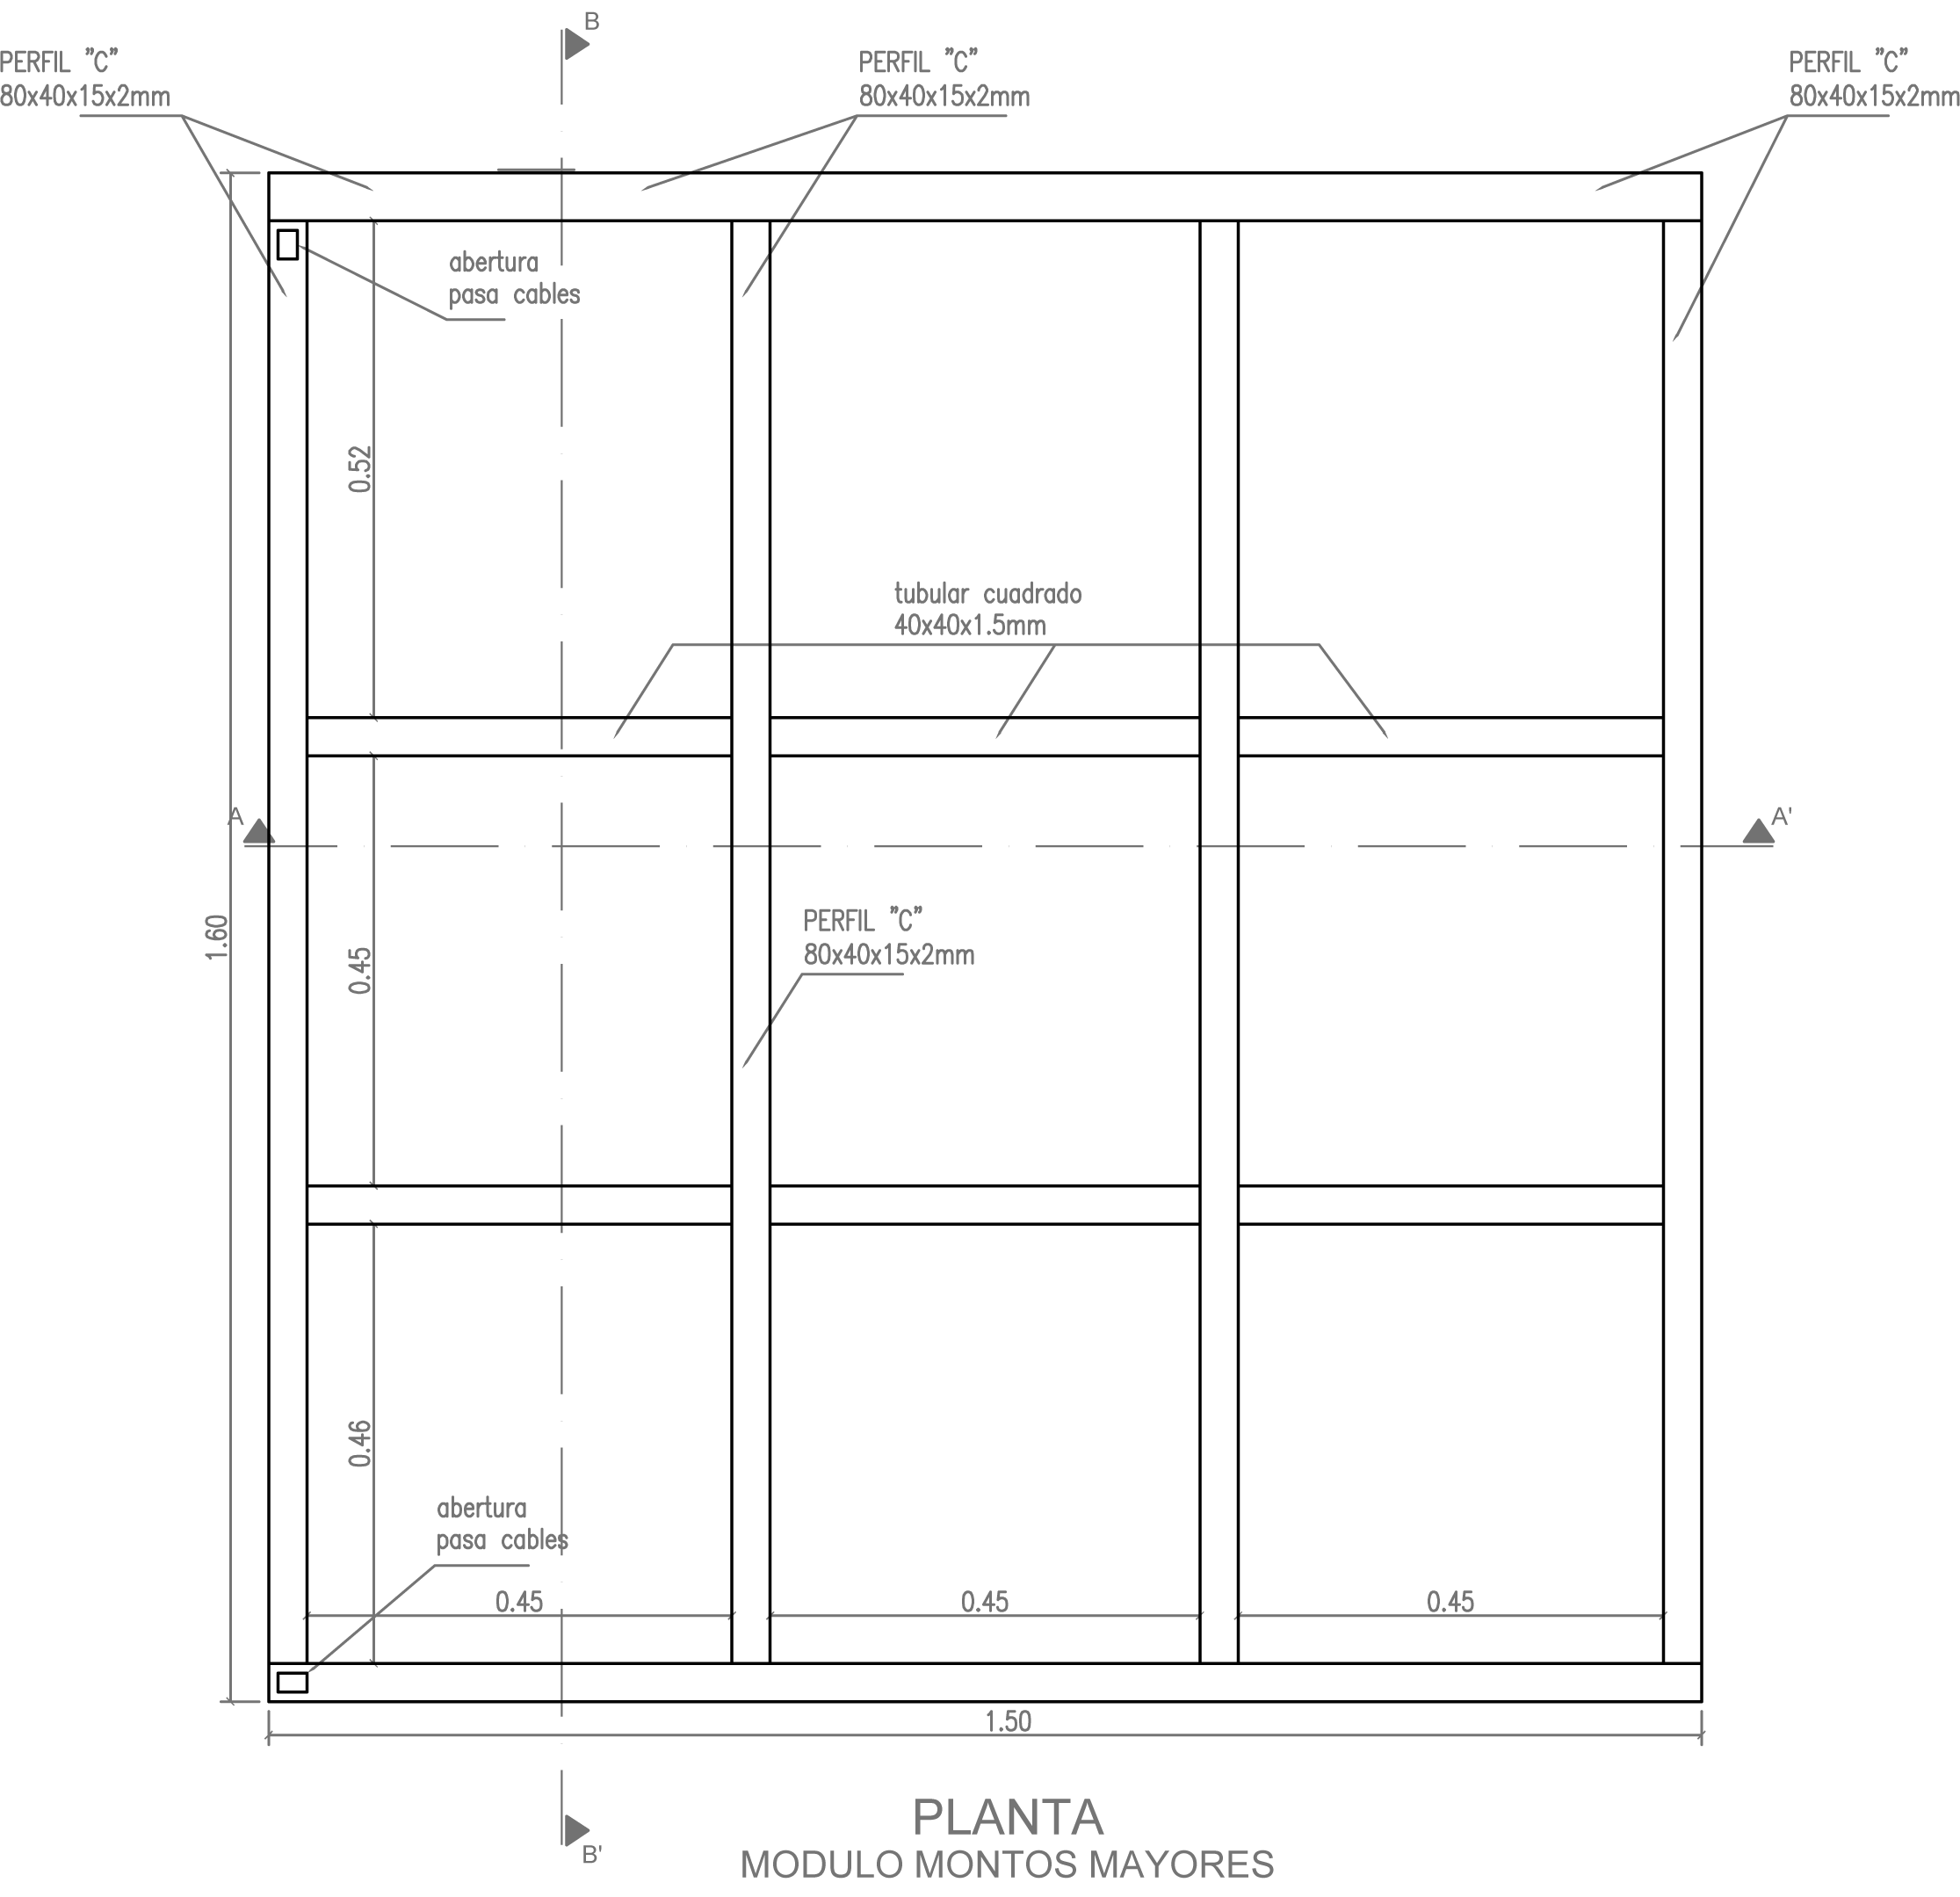 B
PERFIL "C"
80x40x15x2mm
PERFIL "C"
80x40x15x2mm
PERFIL "C"
80x40x15x2mm
abertura
pasa cables
0.52
tubular cuadrado
40x40x1.5mm
A
A'
1.60
0.45
PERFIL "C"
80x40x15x2mm
0.46
abertura
pasa cables
0.45
0.45
0.45
1.50
B'
PLANTA
MODULO MONTOS MAYORES